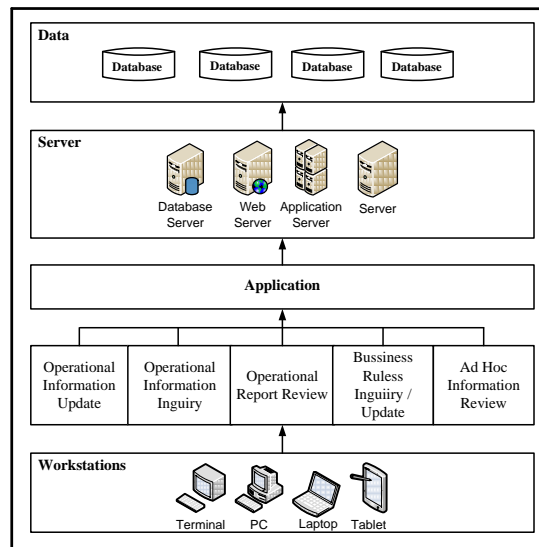 Data
Database Database Database Database
Server
Database
Server
Web
Server
Application
Server
Server
Application
Operational
Information
Update
Operational
Information
Inguiry
Operational
Report Review
Bussiness
Ruless
Inguiiry /
Update
Ad Hoc
Information
Review
Workstations
Terminal PC Laptop Tablet